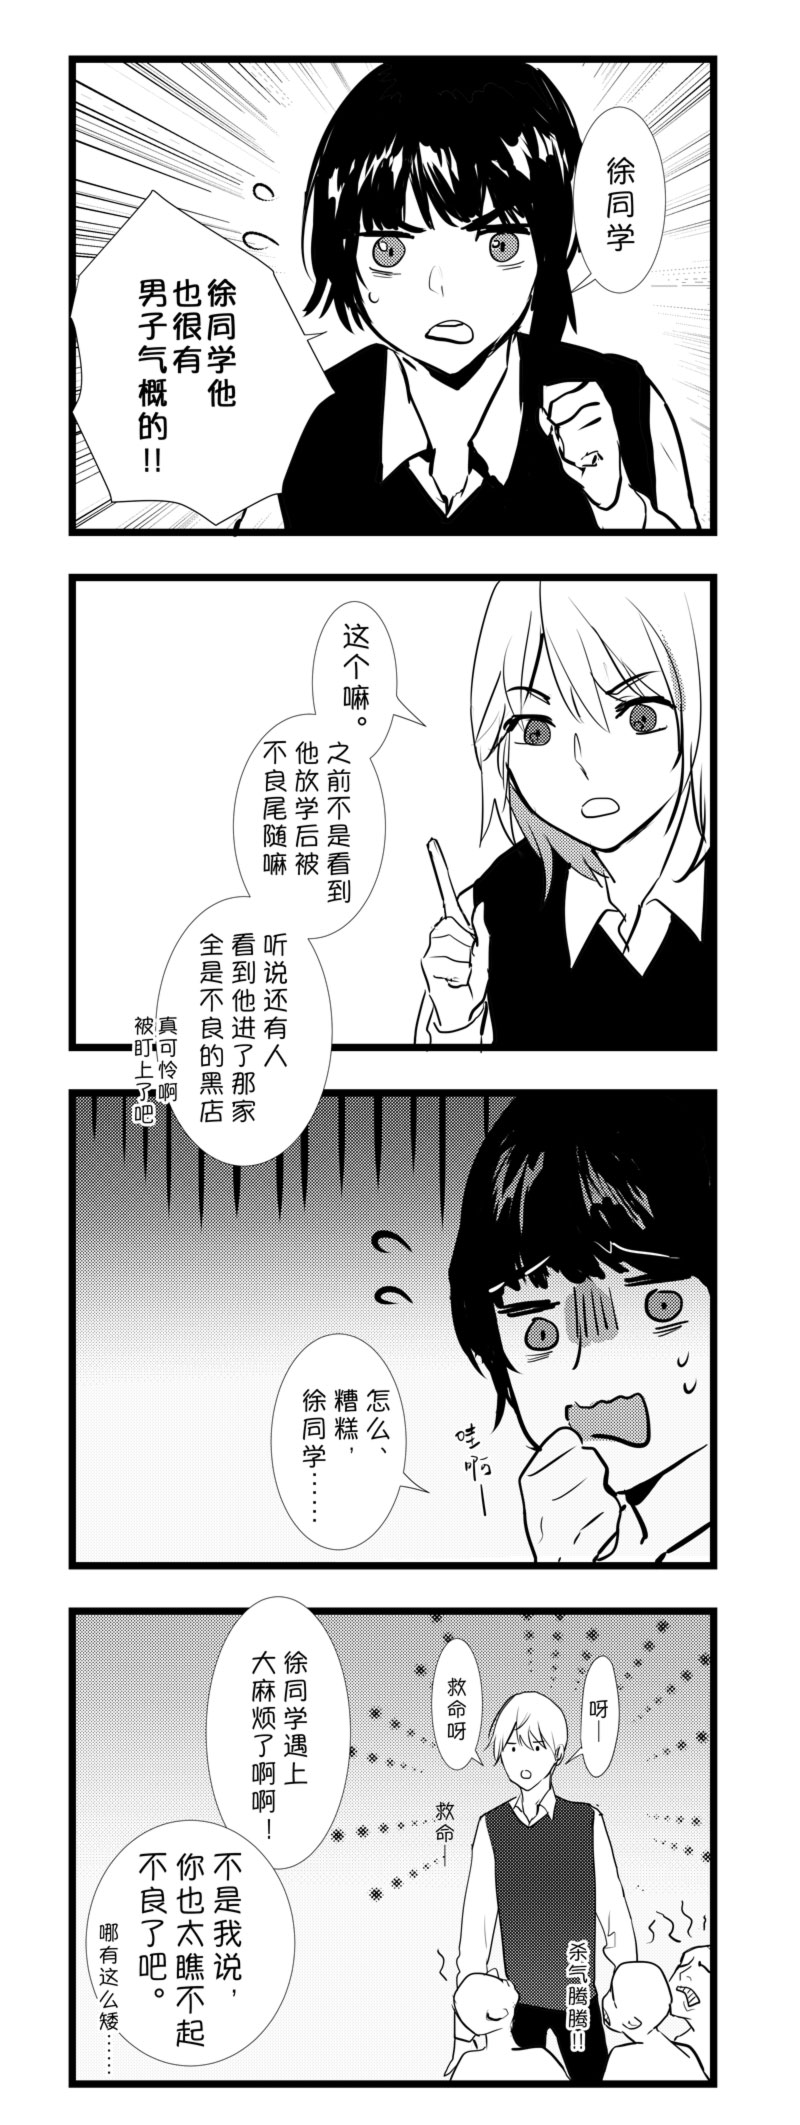 徐同学
徐同学他
也很有
男子气概的!!
这个嘛。
之前不是看到
他放学后被
不良尾随嘛
听说还有人
看到他进了那家
全是不良的黑店
真可怜啊
被盯上了吧
怎么、
糟糕，
徐同学……
哇
啊
—
呀—
救命呀
救命—
徐同学遇上
大麻烦了啊啊！
不是我说，
你也太瞧不起
不良了吧。
哪有这么矮……
杀气腾腾!!